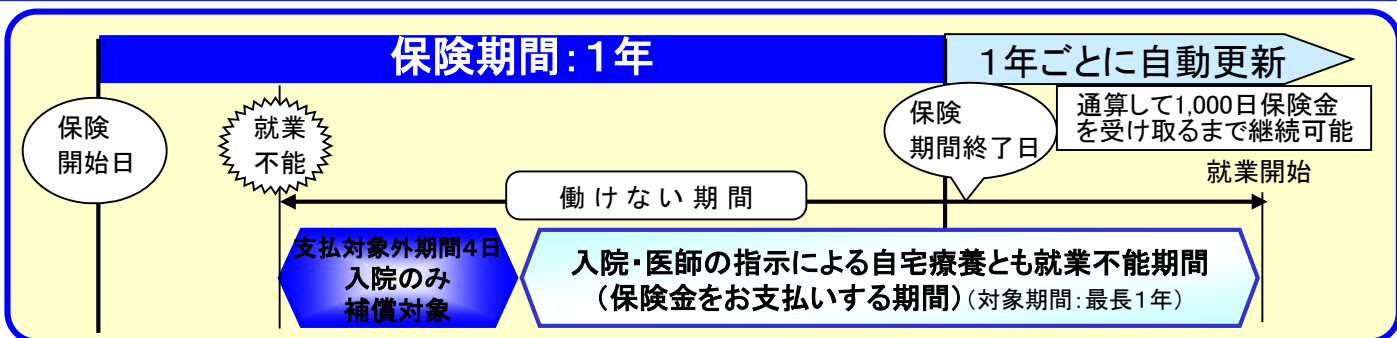 保険期間：１年
１年ごとに自動更新
保険
開始日
就業
不能
保険
期間終了日
通算して1,000日保険金
を受け取るまで継続可能
就業開始
働けない期間
支払対象外期間４日
入院のみ
補償対象
入院・医師の指示による自宅療養とも就業不能期間
（保険金をお支払いする期間）（対象期間：最長１年）